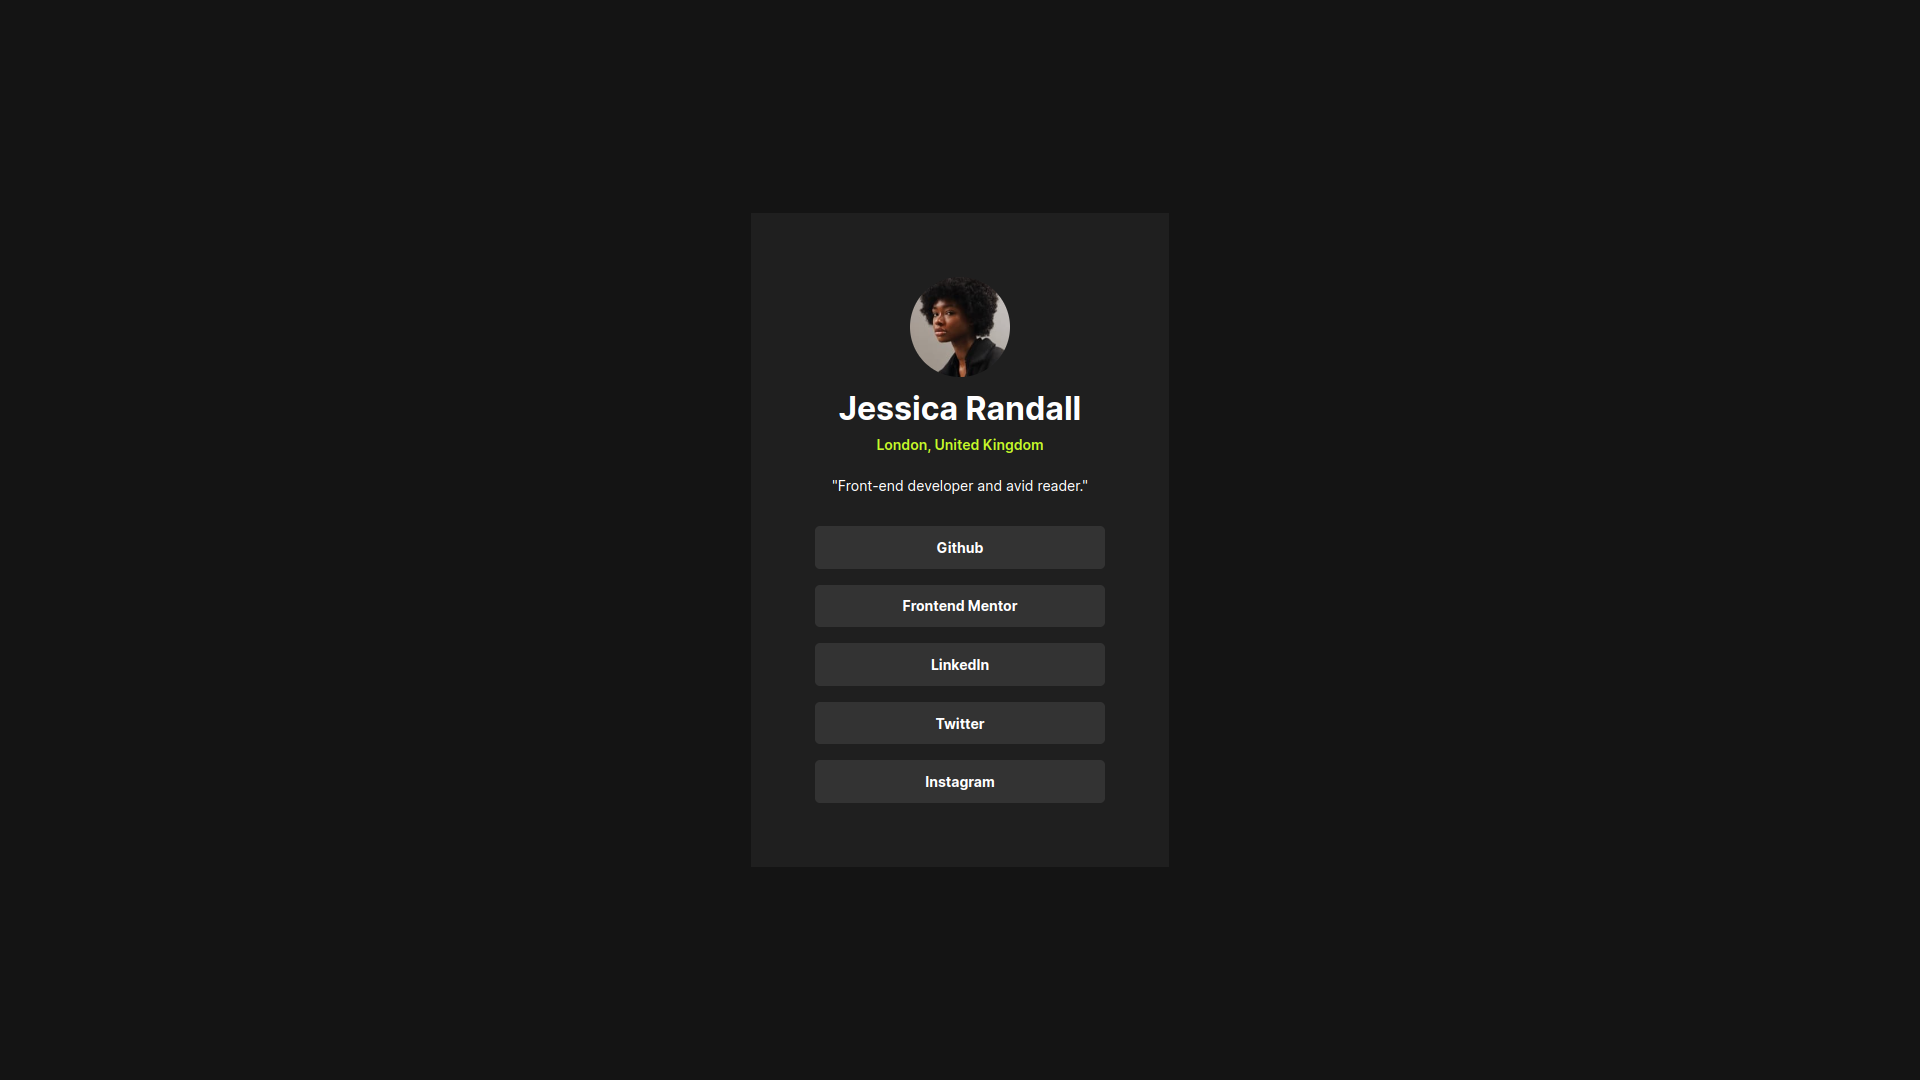 Jessica Randall
London, United Kingdom
"Front-end developer and avid reader."
Github
Frontend Mentor
LinkedIn
Twitter
Instagram